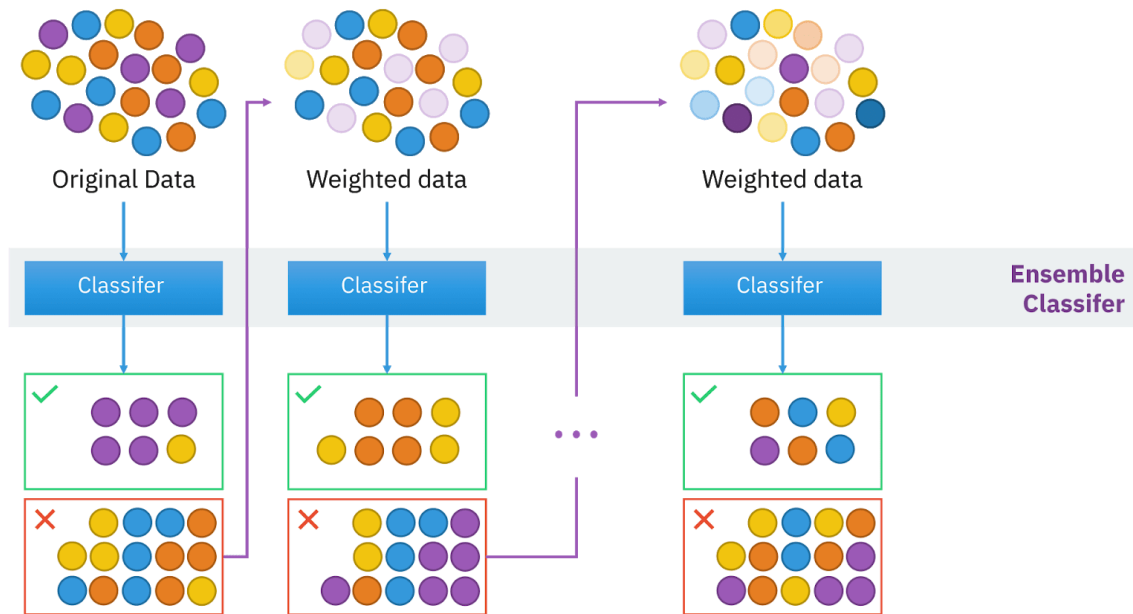 Original Data
Weighted data
Weighted data
Classifer
Classifer
Classifer
Ensemble
Classifer